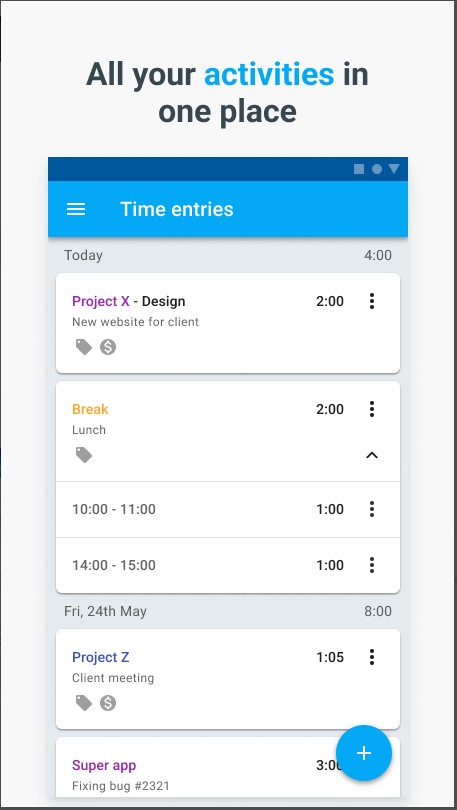 All your activities in
one place
Time entries
Today 4:00
Project X - Design 2:00
New website for client
Break 2:00
Lunch
10:00 - 11:00 1:00
14:00 - 15:00 1:00
Fri, 24th May 8:00
Project Z 1:05
Client meeting
Super app
Fixing bug #2321